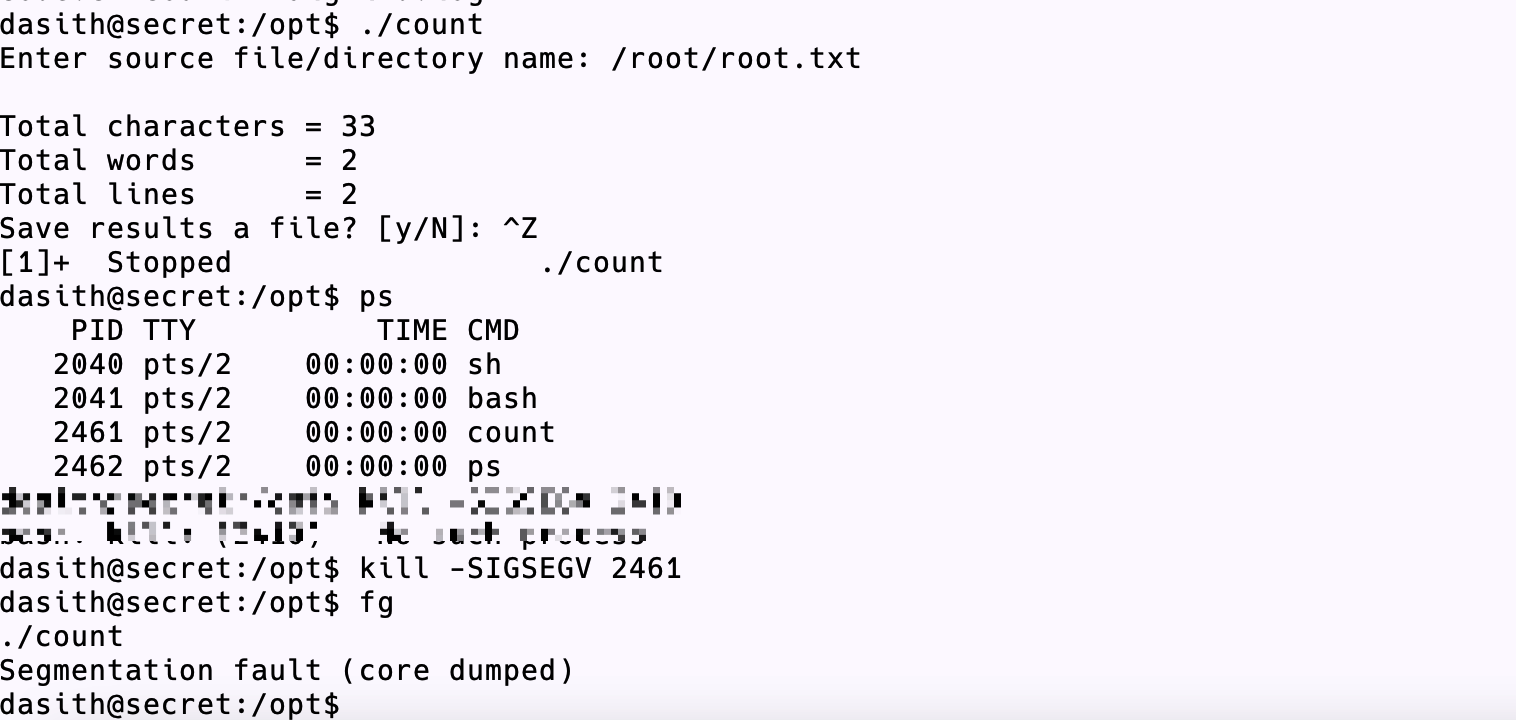 dasith@secret:/opt$ ./count
Enter source file/directory name: /root/root.txt
Total characters = 33
Total words      = 2
Total lines      = 2
Save results a file? [y/N]: ^Z
[1]+  Stopped                 ./count
dasith@secret:/opt$ ps
    PID TTY          TIME CMD
   2040 pts/2    00:00:00 sh
   2041 pts/2    00:00:00 bash
   2461 pts/2    00:00:00 count
   2462 pts/2    00:00:00 ps
dasith@secret:/opt$ kill -SIGSEGV 2461
dasith@secret:/opt$ fg
./count
Segmentation fault (core dumped)
dasith@secret:/opt$